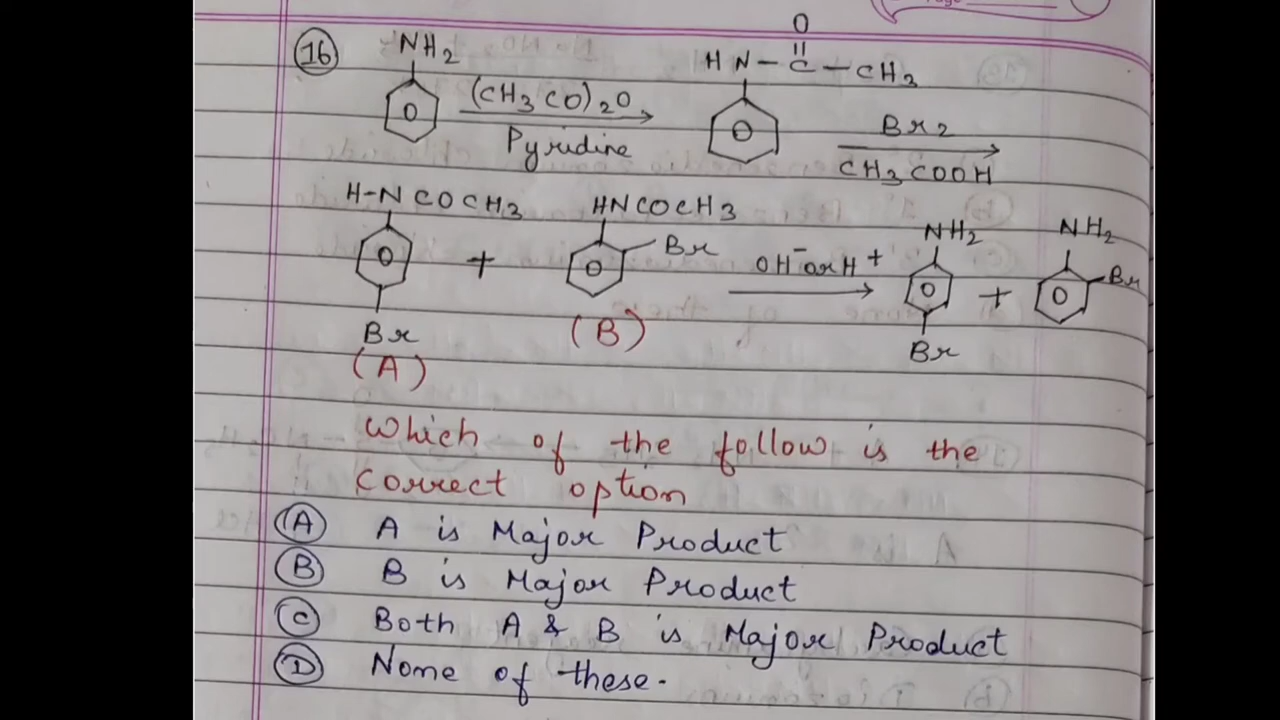 16
NH2
(CH3CO)2O
Pyridine
O
HN-C-CH3
Br2
CH3COOH
H-NCOCH3
Br
(A)
+
HNCOCH3
Br
(B)
OH- or H+
NH2
Br
+
NH2
Br
Which of the follow is the
correct option
(A) A is Major Product
(B) B is Major Product
(C) Both A & B is Major Product
(D) None of these.